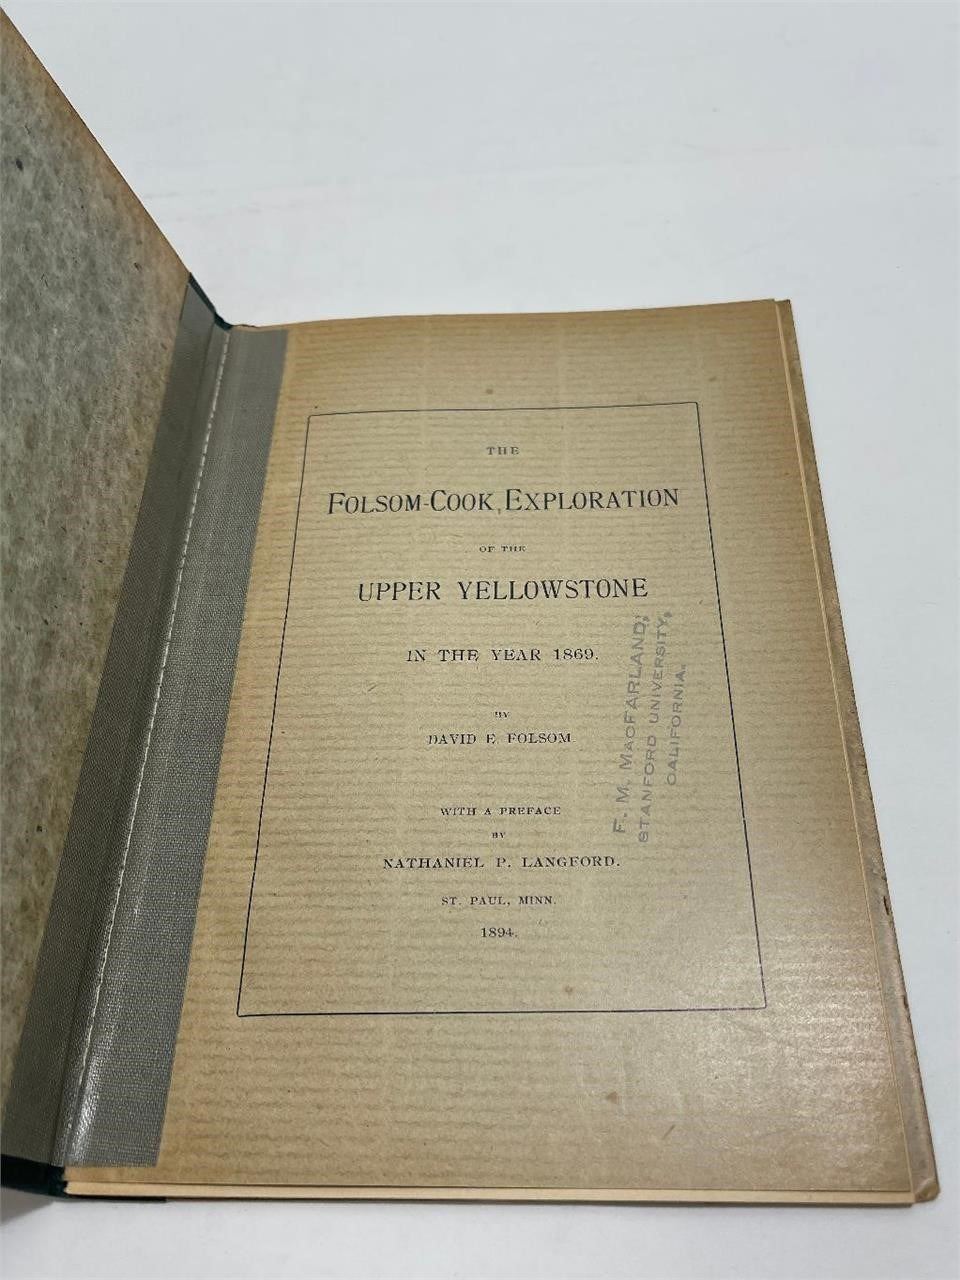 THE
FOLSOM-COOK, EXPLORATION
OF THE
UPPER YELLOWSTONE
IN THE YEAR 1869.
BY
DAVID E. FOLSOM
WITH A PREFACE
BY
NATHANIEL P. LANGFORD.
ST. PAUL, MINN.
1894.
F. M. MACFARLAND,
STANFORD UNIVERSITY,
CALIFORNIA.